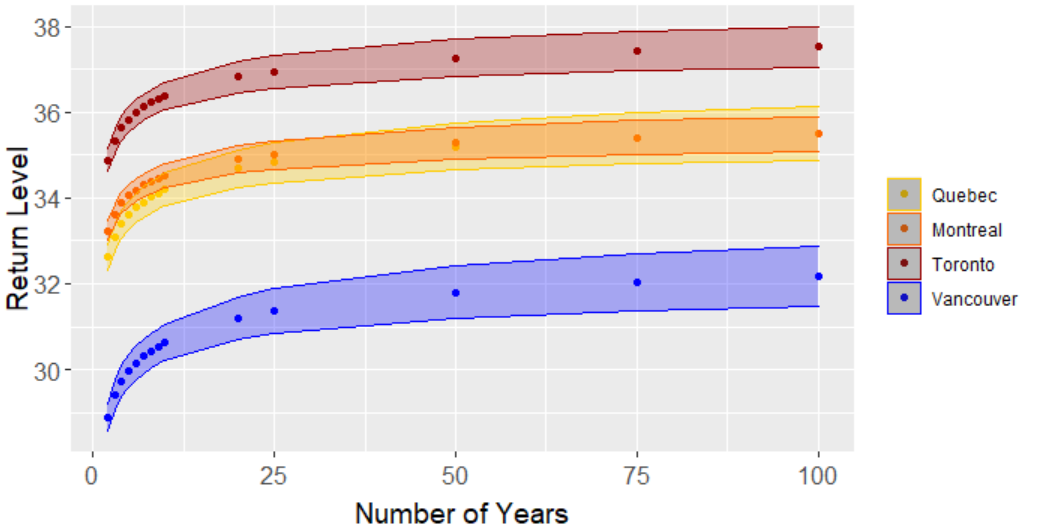 38
36
34
32
30
Return Level
0
25
50
75
100
Number of Years
Quebec
Montreal
Toronto
Vancouver